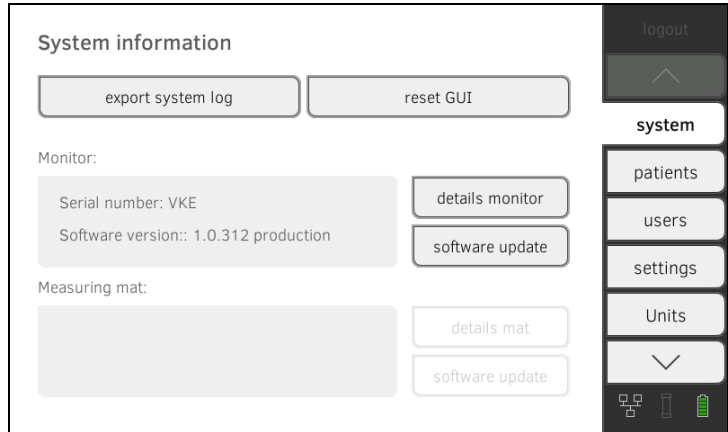 System information
export system log
reset GUI
Monitor:
Serial number: VKE
Software version:: 1.0.312 production
details monitor
software update
Measuring mat:
details mat
software update
logout
system
patients
users
settings
Units